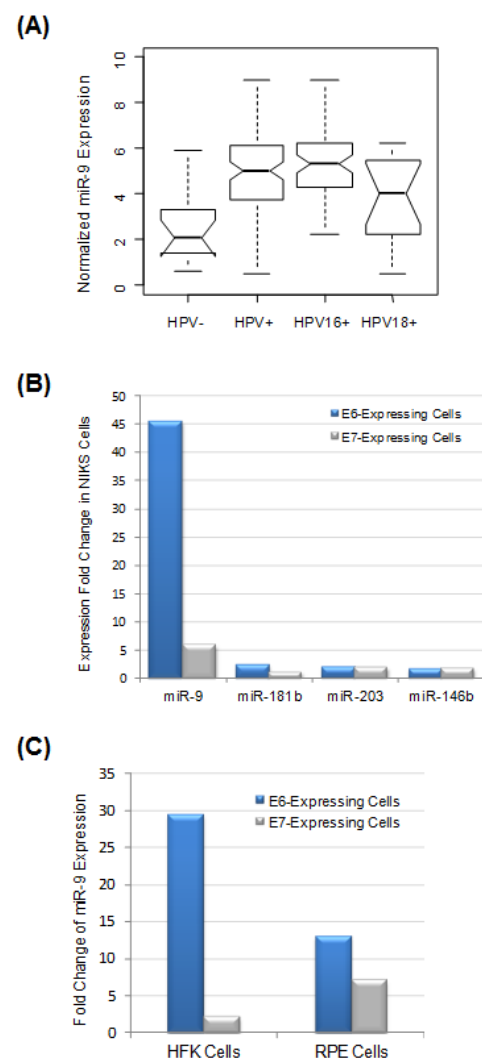 (A)
Normalized miR-9 Expression
10
8
6
4
2
0
HPV- HPV+ HPV16+ HPV18+
(B)
Expression Fold Change in NIKS Cells
50
45
40
35
30
25
20
15
10
5
0
E6-Expressing Cells
E7-Expressing Cells
miR-9 miR-181b miR-203 miR-146b
(C)
Fold Change of miR-9 Expression
35
30
25
20
15
10
5
0
E6-Expressing Cells
E7-Expressing Cells
HFK Cells RPE Cells